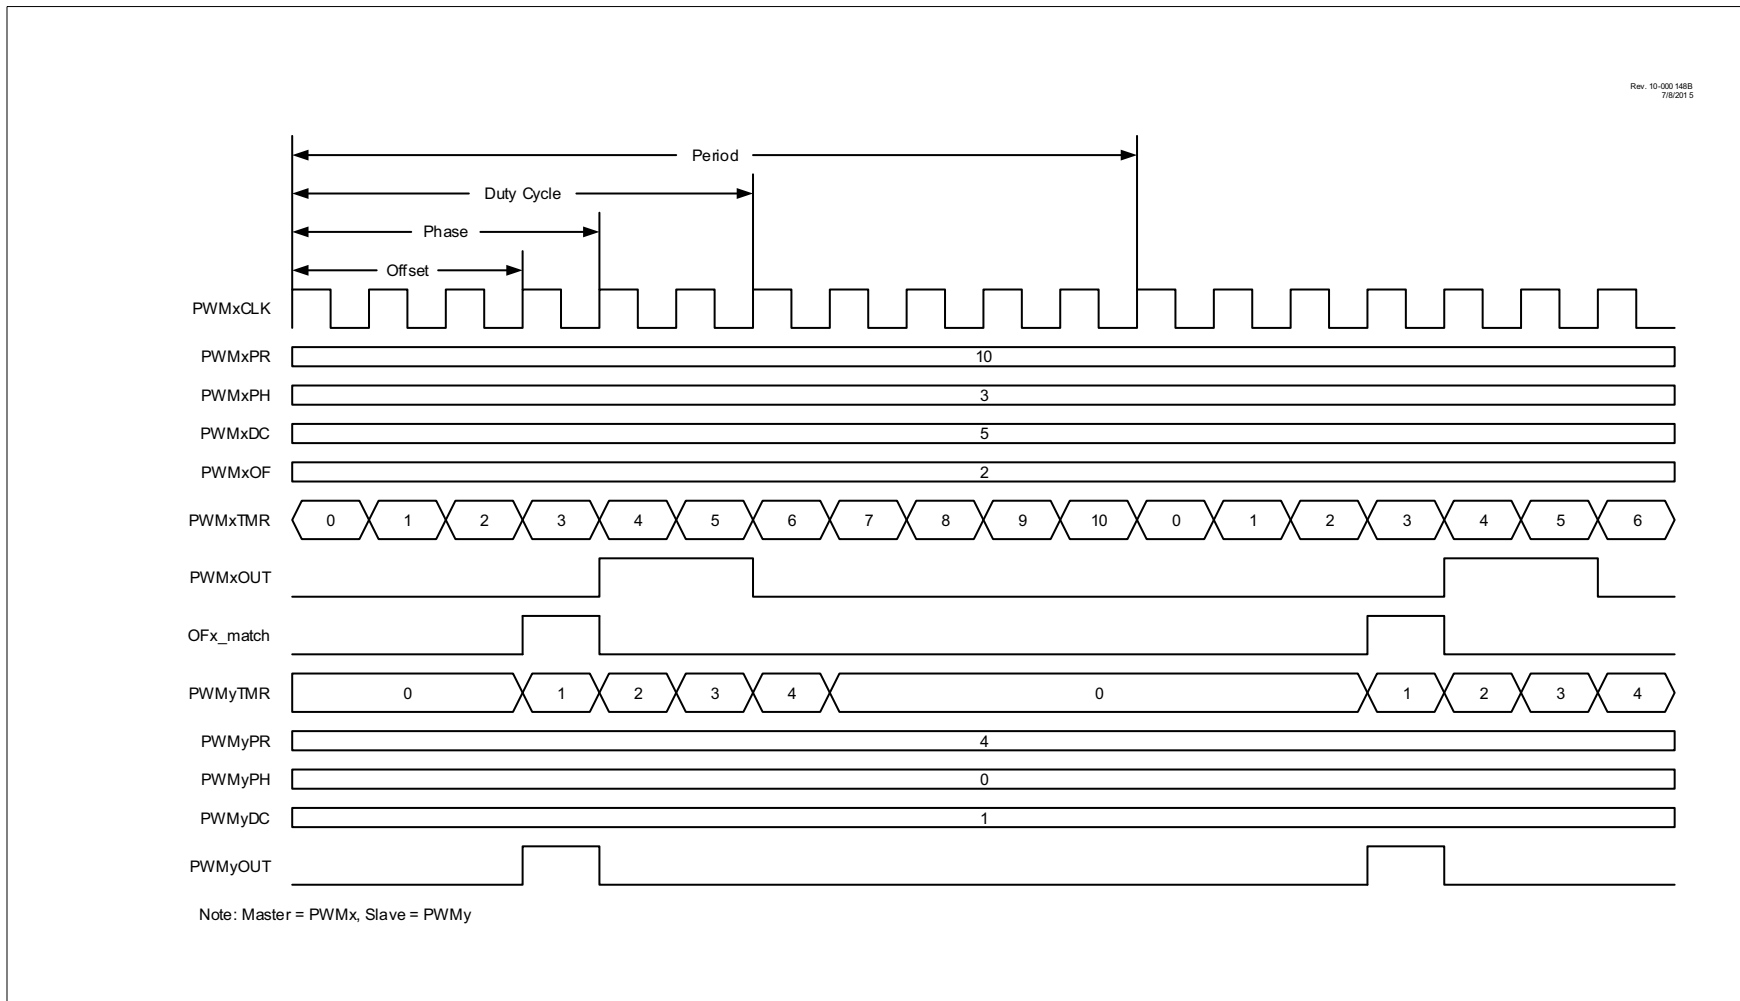 Rev. 10-000 148B
7/8/201 5
Period
Duty Cycle
Phase
Offset
PWMxCLK
PWMxPR
10
PWMxPH
3
PWMxDC
5
PWMxOF
2
PWMxTMR 0 1 2 3 4 5 6 7 8 9 10 0 1 2 3 4 5 6
PWMxOUT
OFx_match
PWMyTMR 0 1 2 3 4 0 1 2 3 4
PWMyPR
4
PWMyPH
0
PWMyDC
1
PWMyOUT
Note: Master = PWMx, Slave = PWMy